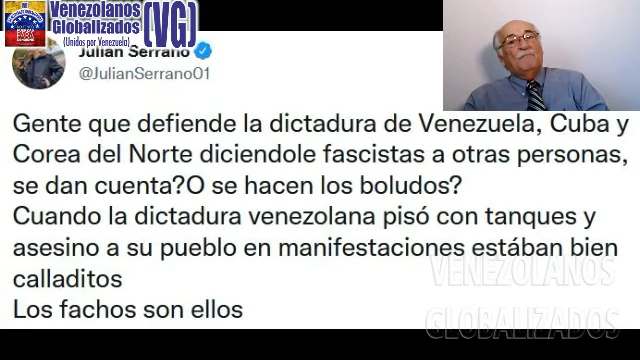 Venezolanos
Globalizados
(Unidos por Venezuela)
(VG)
Julian Serrano
@JulianSerrano01
Gente que defiende la dictadura de Venezuela, Cuba y
Corea del Norte diciendole fascistas a otras personas,
se dan cuenta?O se hacen los boludos?
Cuando la dictadura venezolana pisó con tanques y
asesino a su pueblo en manifestaciones estában bien
calladitos
Los fachos son ellos
VENEZOLANOS
GLOBALIZADOS